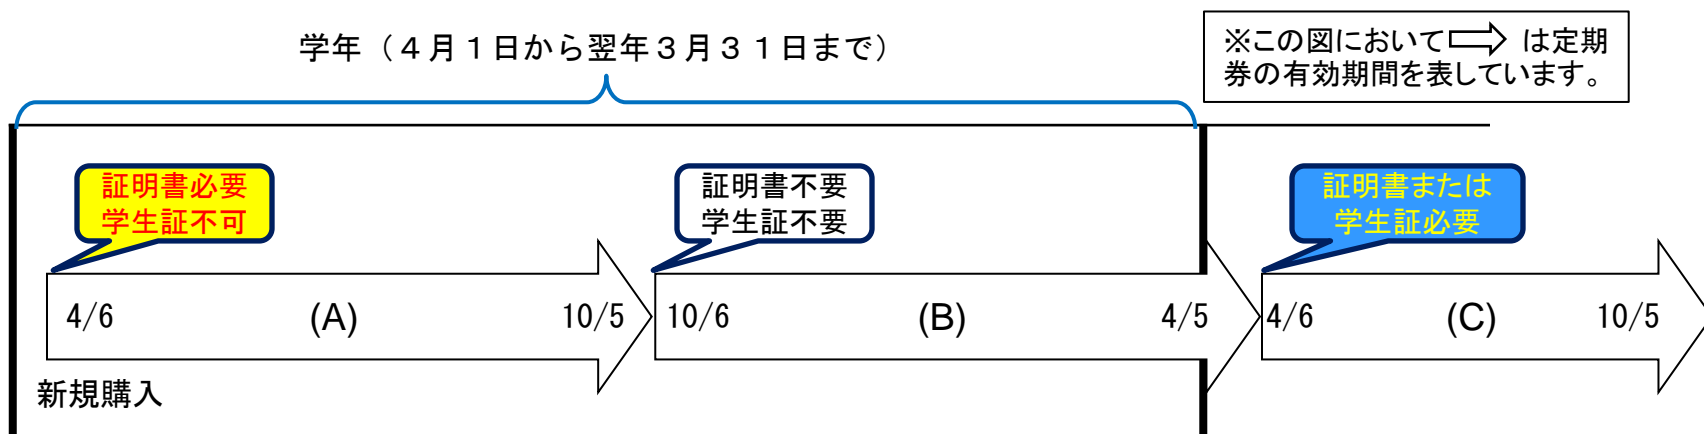 学年（４月１日から翌年３月３１日まで）
※この図において は定期
券の有効期間を表しています。
証明書必要
学生証不可
証明書不要
学生証不要
証明書または
学生証必要
4/6 (A) 10/5
10/6 (B) 4/5
4/6 (C) 10/5
新規購入